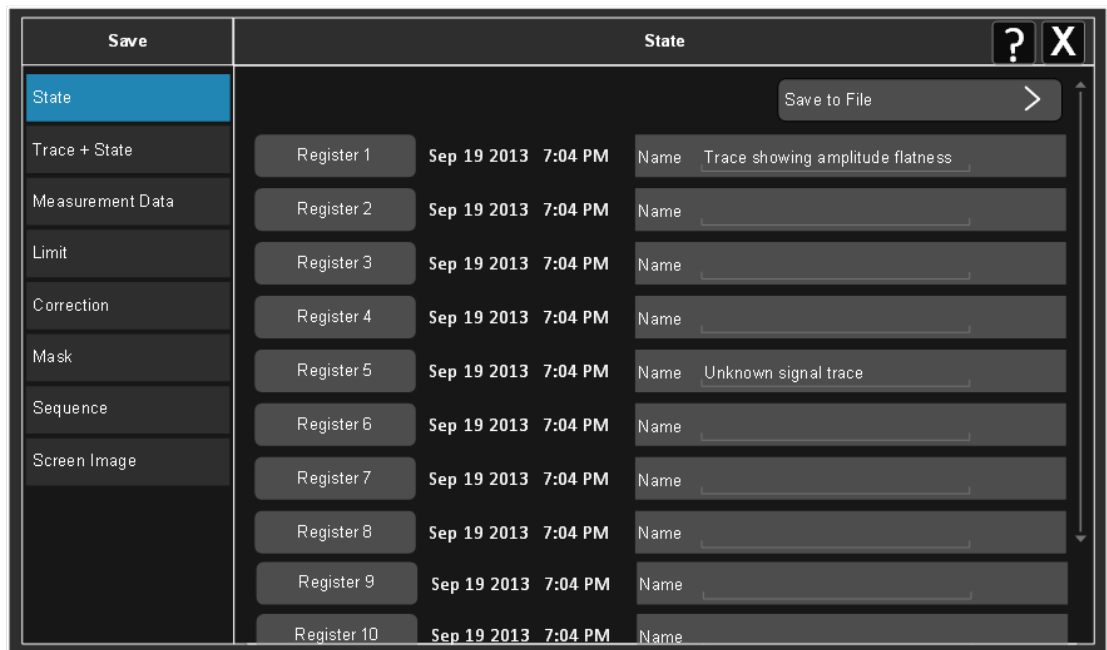 Save
State
? X
State
Trace + State
Measurement Data
Limit
Correction
Mask
Sequence
Screen Image
Save to File
Register 1 Sep 19 2013 7:04 PM Name Trace showing amplitude flatness
Register 2 Sep 19 2013 7:04 PM Name
Register 3 Sep 19 2013 7:04 PM Name
Register 4 Sep 19 2013 7:04 PM Name
Register 5 Sep 19 2013 7:04 PM Name Unknown signal trace
Register 6 Sep 19 2013 7:04 PM Name
Register 7 Sep 19 2013 7:04 PM Name
Register 8 Sep 19 2013 7:04 PM Name
Register 9 Sep 19 2013 7:04 PM Name
Register 10 Sep 19 2013 7:04 PM Name